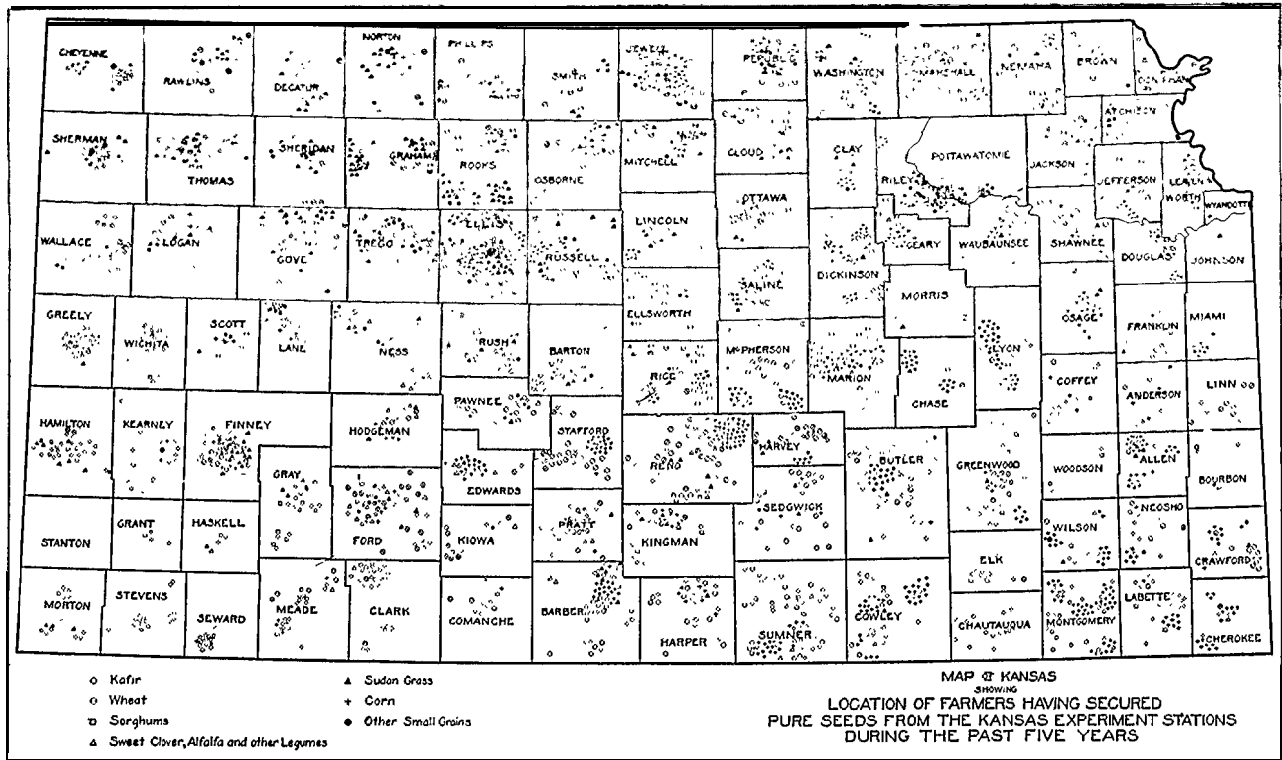 CHEYENNE
RAWLINS
DECATUR
NORTON
PHILLIPS
SMITH
JEWELL
REPUBLIC
WASHINGTON
MARSHALL
NEMAHA
BROWN
DONIPHAN
SHERMAN
THOMAS
SHERIDAN
GRAHAM
ROOKS
OSBORNE
MITCHELL
CLOUD
CLAY
RILEY
POTTAWATOMIE
JACKSON
ATCHISON
JEFFERSON
LEAVEN
WORTH
WYANDOTTE
WALLACE
LOGAN
GOVE
TREGO
ELLIS
RUSSELL
LINCOLN
OTTAWA
ELLSWORTH
SALINE
DICKINSON
GEARY
WAUBAUNSEE
SHAWNEE
DOUGLAS
JOHNSON
MORRIS
GREELY
WICHITA
SCOTT
LANE
NESS
RUSH
BARTON
RICE
McPHERSON
MARION
CHASE
LYON
OSAGE
FRANKLIN
MIAMI
COFFEY
ANDERSON
LINN
HAMILTON
KEARNEY
FINNEY
HODGEMAN
PAWNEE
STAFFORD
RENO
HARVEY
BUTLER
GREENWOOD
WOODSON
ALLEN
BOURBON
GRAY
EDWARDS
SEDGWICK
STANTON
GRANT
HASKELL
FORD
KIOWA
PRATT
KINGMAN
ELK
WILSON
NEOSHO
CRAWFORD
MORTON
STEVENS
SEWARD
MEADE
CLARK
COMANCHE
BARBER
HARPER
SUMNER
COWLEY
CHAUTAUQUA
MONTGOMERY
LABETTE
CHEROKEE
Kafir
Wheat
Sorghums
Sweet Clover, Alfalfa and other Legumes
Sudan Grass
Corn
Other Small Grains
MAP OF KANSAS
SHOWING
LOCATION OF FARMERS HAVING SECURED
PURE SEEDS FROM THE KANSAS EXPERIMENT STATIONS
DURING THE PAST FIVE YEARS